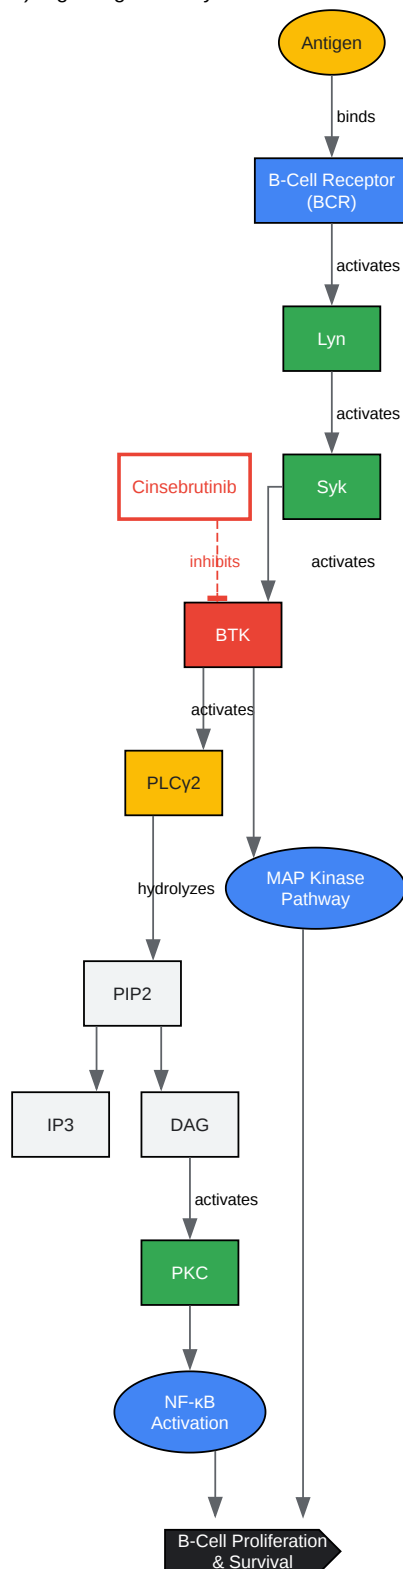 Antigen
binds
B-Cell Receptor
(BCR)
activates
Lyn
activates
Cinsebrutinib
Syk
inhibits
activates
BTK
activates
PLCγ2
MAP Kinase
Pathway
hydrolyzes
PIP2
IP3
DAG
activates
PKC
NF-κB
Activation
B-Cell Proliferation
& Survival